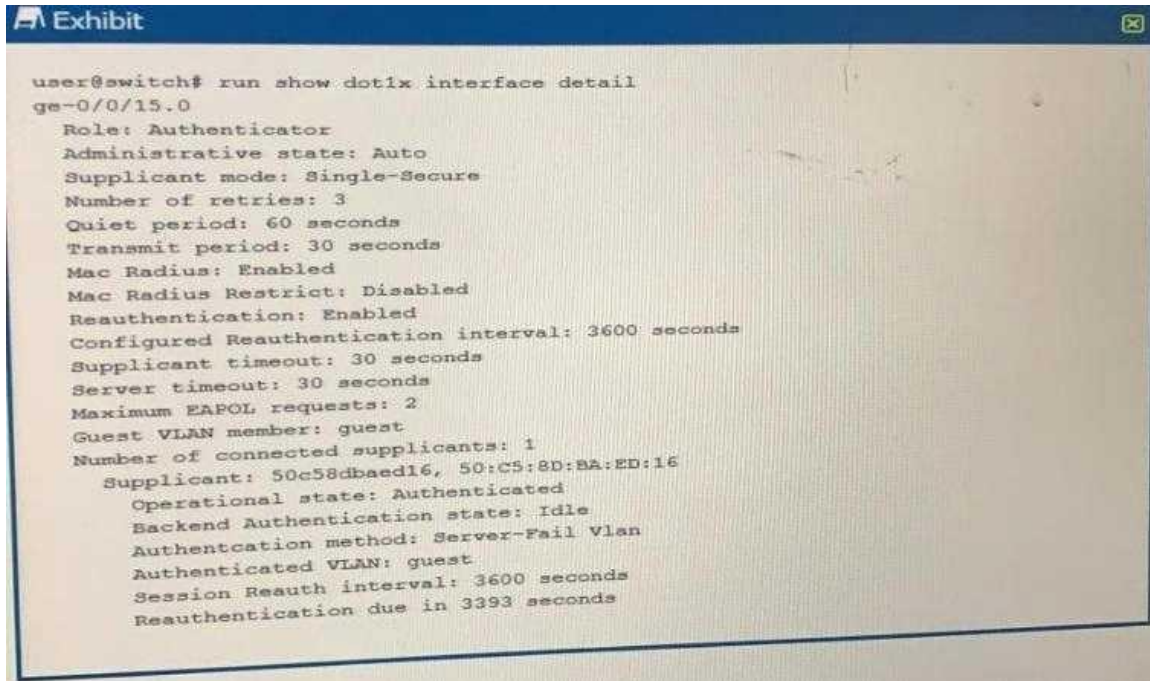 Exhibit
user@switch# run show dot1x interface detail
ge-0/0/15.0
Role: Authenticator
Administrative state: Auto
Supplicant mode: Single-Secure
Number of retries: 3
Quiet period: 60 seconds
Transmit period: 30 seconds
Mac Radius: Enabled
Mac Radius Restrict: Disabled
Reauthentication: Enabled
Configured Reauthentication interval: 3600 seconds
Supplicant timeout: 30 seconds
Server timeout: 30 seconds
Maximum EAPOL requests: 2
Guest VLAN member: guest
Number of connected supplicants: 1
Supplicant: 50c58dbaed16, 50:C5:8D:BA:ED:16
Operational state: Authenticated
Backend Authentication state: Idle
Authentcation method: Server-Fail Vlan
Authenticated VLAN: guest
Session Reauth interval: 3600 seconds
Reauthentication due in 3393 seconds